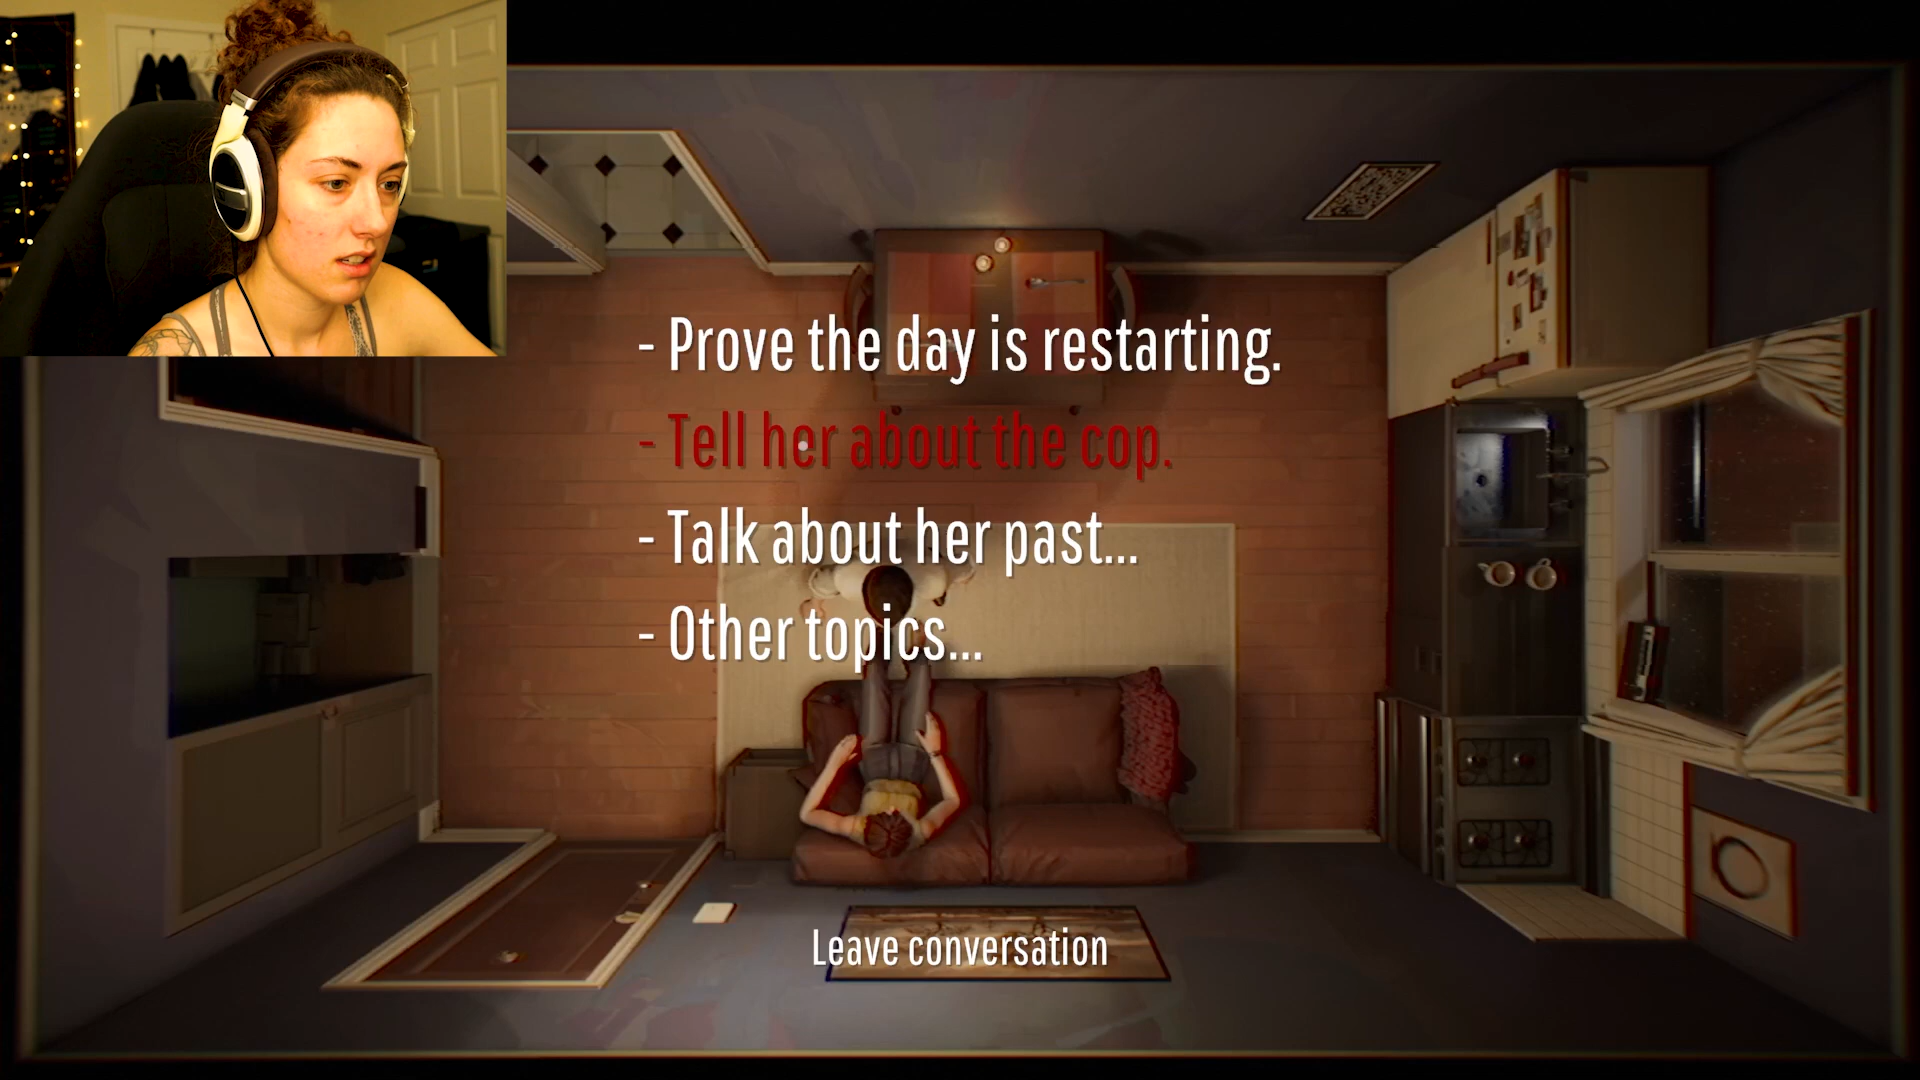 - Prove the day is restarting.
- Tell her about the cop.
- Talk about her past...
- Other topics...
Leave conversation